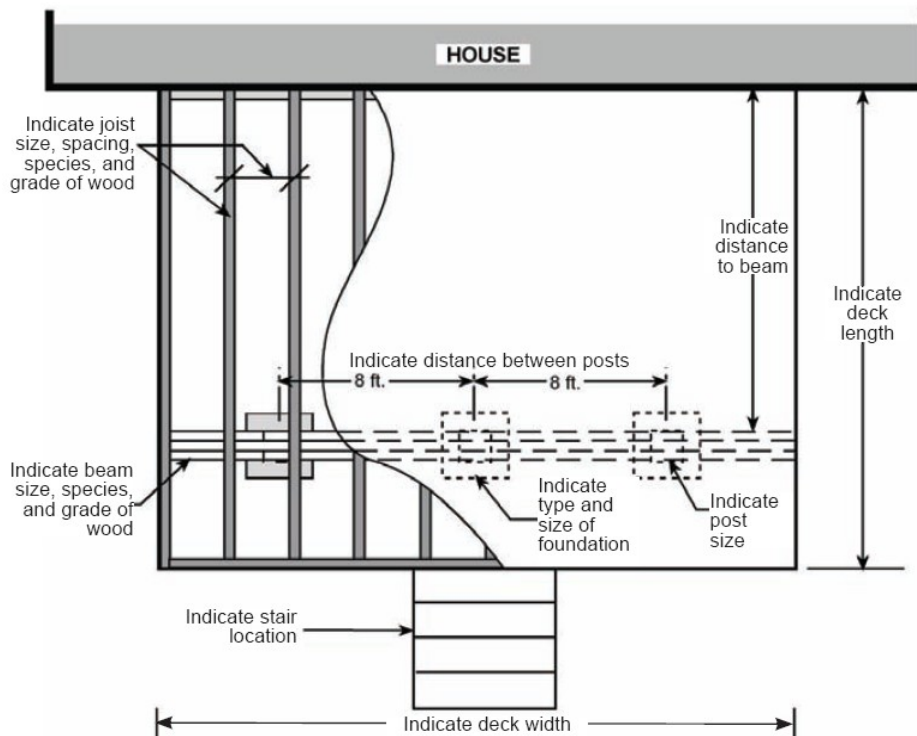 HOUSE
Indicate joist
size, spacing,
species, and
grade of wood
Indicate
distance
to beam
Indicate
deck
length
Indicate distance between posts
8 ft.
8 ft.
Indicate beam
size, species,
and grade of
wood
Indicate
type and
size of
foundation
Indicate
post
size
Indicate stair
location
Indicate deck width